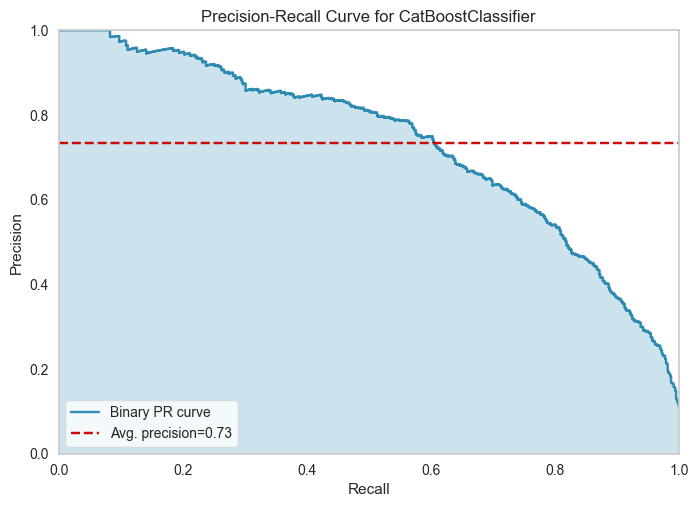 Precision-Recall Curve for CatBoostClassifier
1.0
0.8
0.6
0.4
0.2
0.0
Precision
Binary PR curve
Avg. precision=0.73
0.0 0.2 0.4 0.6 0.8 1.0
Recall